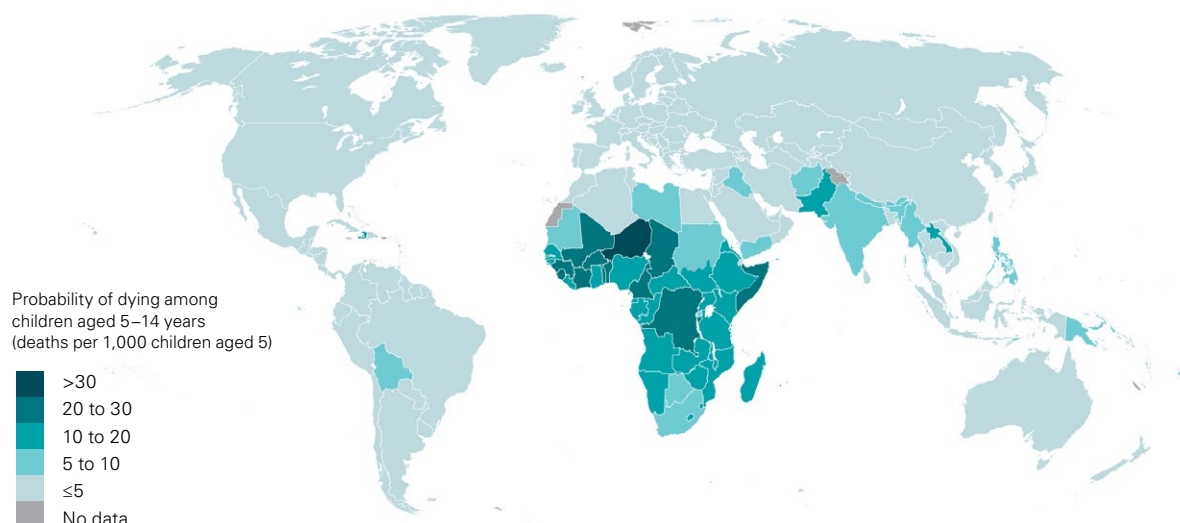 Probability of dying among
children aged 5–14 years
(deaths per 1,000 children aged 5)
>30
20 to 30
10 to 20
5 to 10
≤5
No data